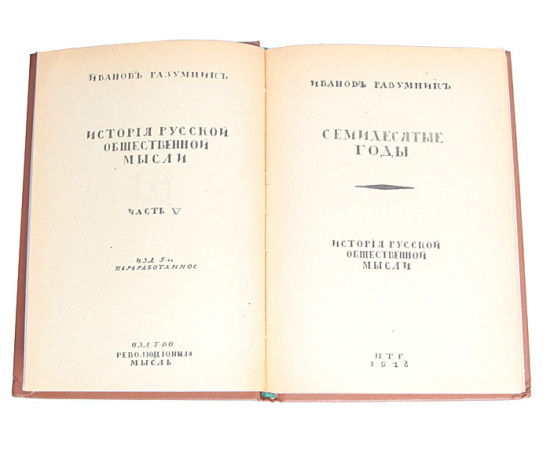 ИВАНОВЪ РАЗУМНИКЪ
ИСТОРІЯ РУССКОЙ
ОБЩЕСТВЕННОЙ
МЫСЛИ
ЧАСТЬ V
ИЗД 5-ое
ПЕРЕРАБОТАННОЕ
ИЗД. Т-ВО
РЕВОЛЮЦІОННАЯ
МЫСЛЬ
ИВАНОВЪ РАЗУМНИКЪ
СЕМИДЕСЯТЫЕ
ГОДЫ
ИСТОРІЯ РУССКОЙ
ОБЩЕСТВЕННОЙ
МЫСЛИ
ПТГ
1918